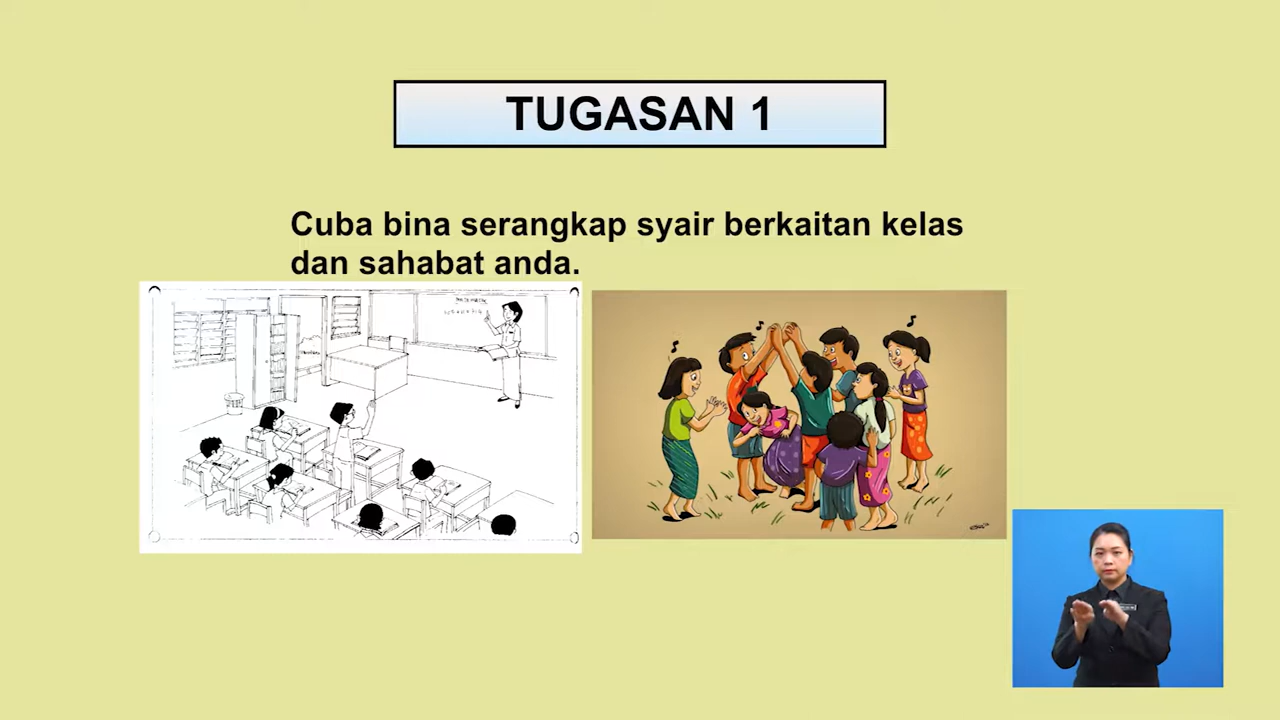 TUGASAN 1
Cuba bina serangkap syair berkaitan kelas
dan sahabat anda.